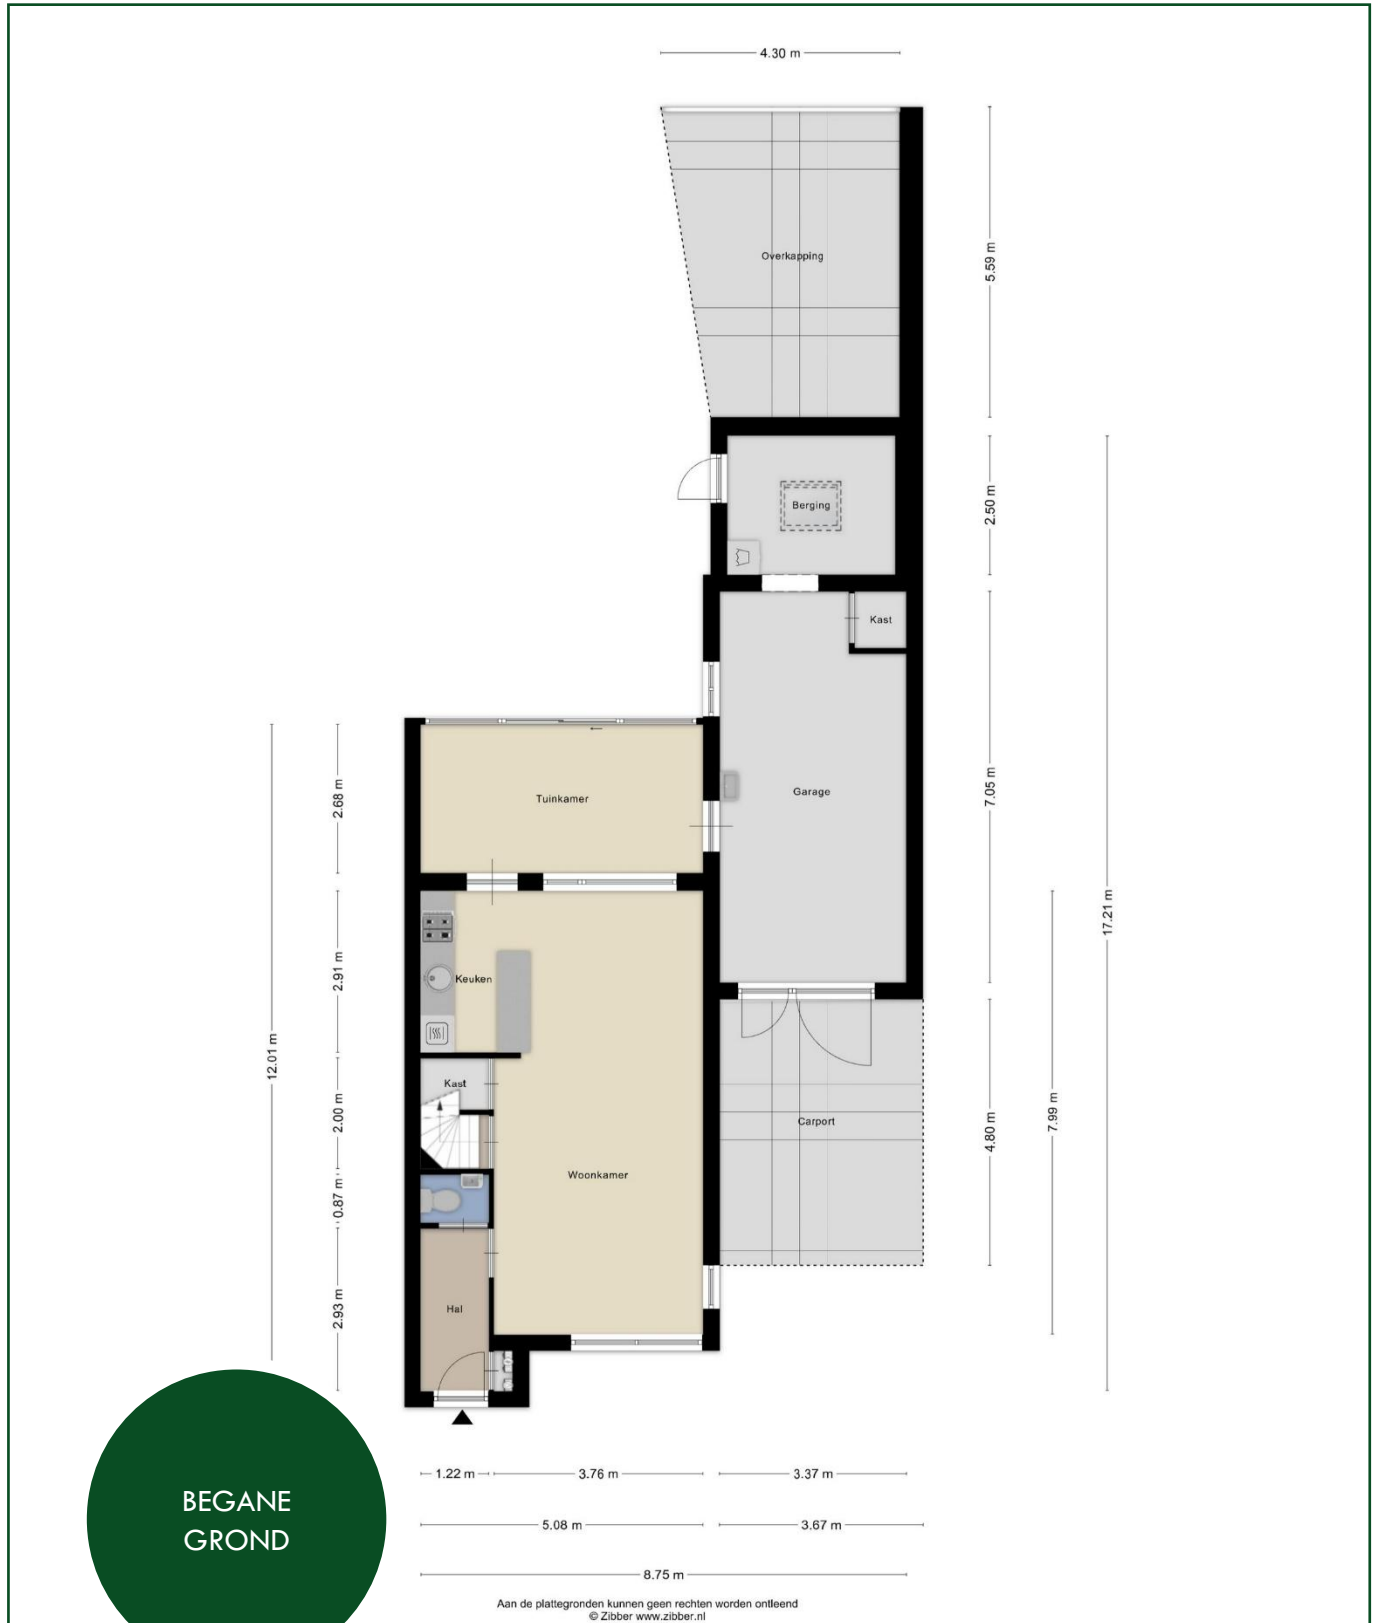 4.30 m
Overkapping
5.59 m
Berging
2.50 m
Kast
Garage
7.05 m
Tuinkamer
2.68 m
17.21 m
Keuken
2.91 m
12.01 m
Kast
2.00 m
7.99 m
Carport
4.80 m
Woonkamer
0.87 m
Hal
2.93 m
1.22 m
3.76 m
3.37 m
5.08 m
3.67 m
8.75 m
BEGANE
GROND
Aan de plattegronden kunnen geen rechten worden ontleend
© Zibber www.zibber.nl